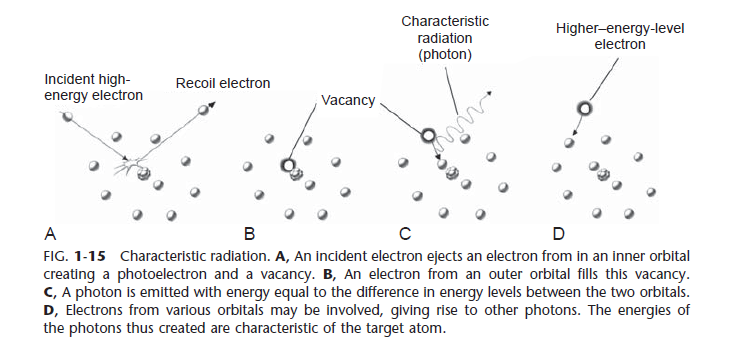 Characteristic
radiation
(photon)
Higher–energy-level
electron
Incident high-
energy electron
Recoil electron
Vacancy
A
B
C
D
FIG. 1-15 Characteristic radiation. A, An incident electron ejects an electron from in an inner orbital
creating a photoelectron and a vacancy. B, An electron from an outer orbital fills this vacancy.
C, A photon is emitted with energy equal to the difference in energy levels between the two orbitals.
D, Electrons from various orbitals may be involved, giving rise to other photons. The energies of
the photons thus created are characteristic of the target atom.